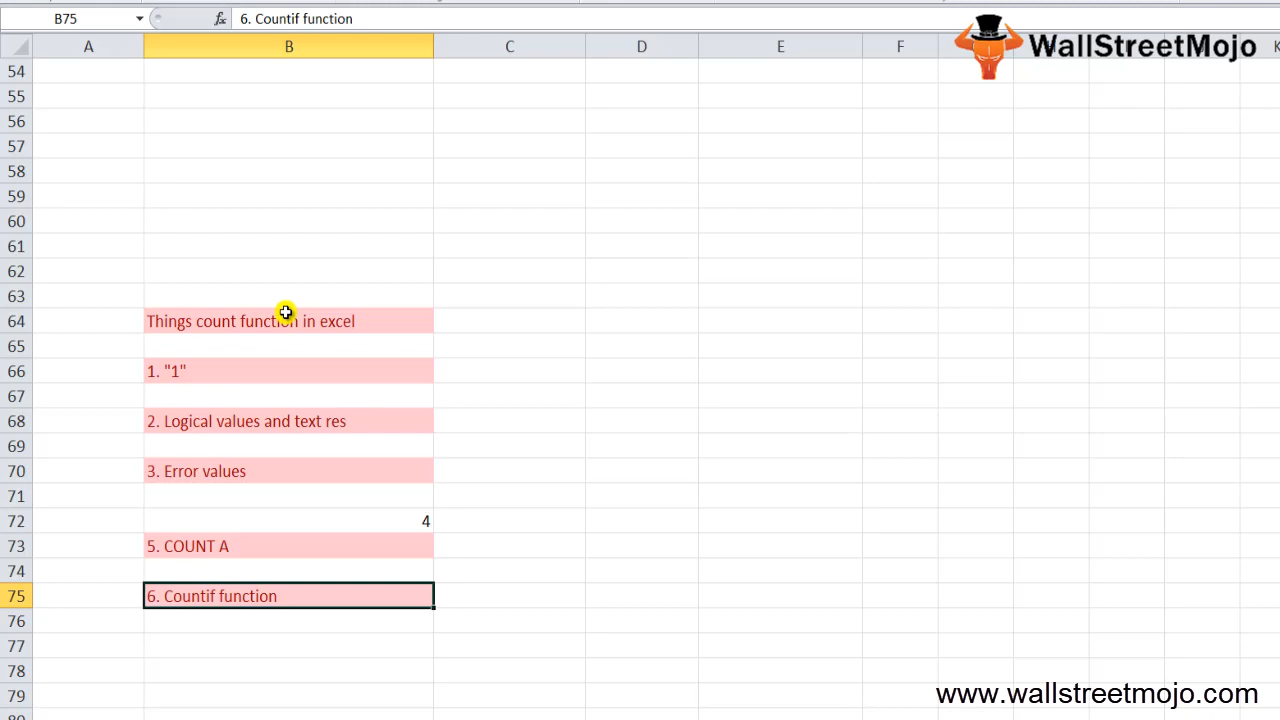 B75
fx
6. Countif function
WallStreetMojo
A B C D E F K
54
55
56
57
58
59
60
61
62
63
64 Things count function in excel
65
66 1. "1"
67
68 2. Logical values and text res
69
70 3. Error values
71
72 4
73 5. COUNT A
74
75 6. Countif function
76
77
78
79
www.wallstreetmojo.com